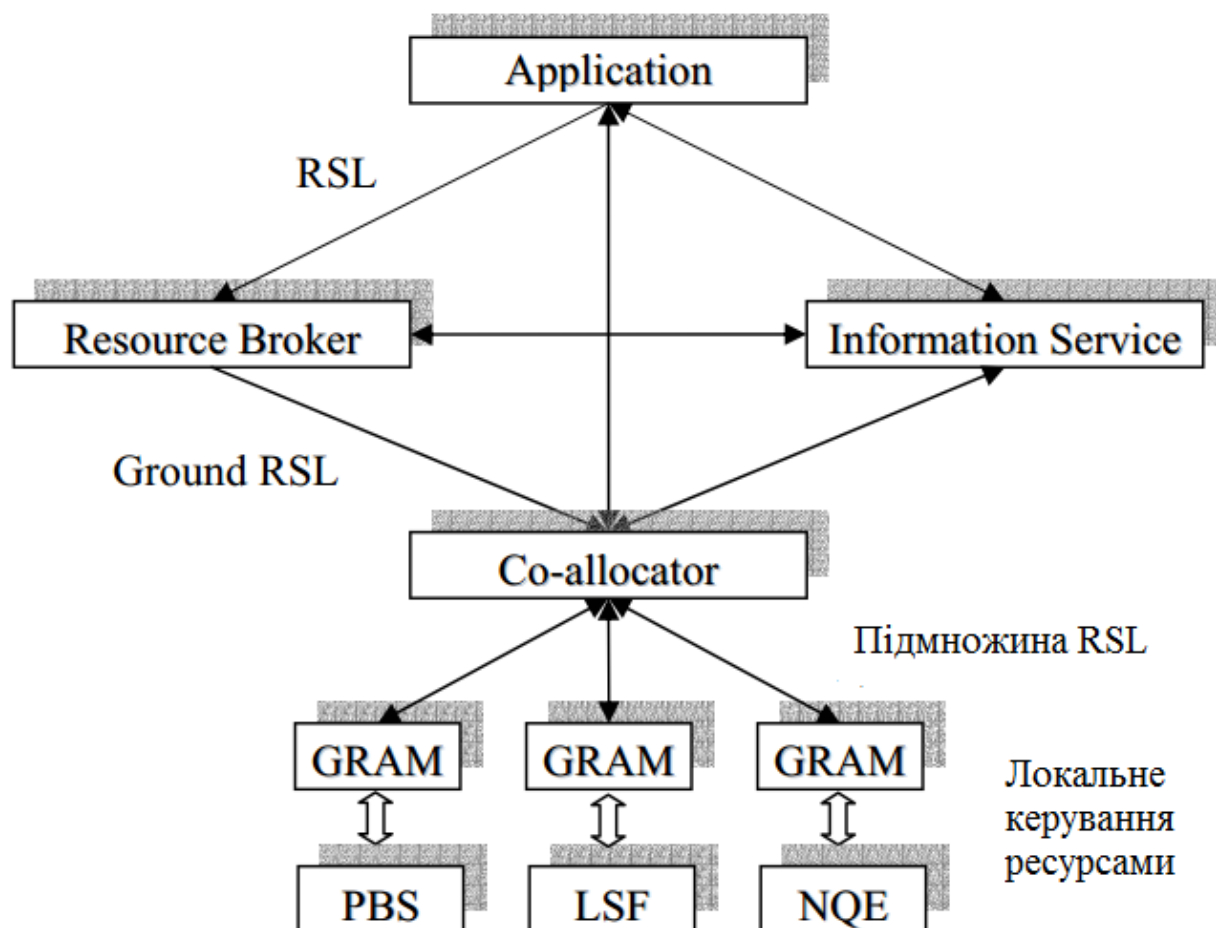 Application
RSL
Resource Broker
Information Service
Ground RSL
Co-allocator
Підмножина RSL
GRAM
GRAM
GRAM
Локальне
керування
ресурсами
PBS
LSF
NQE